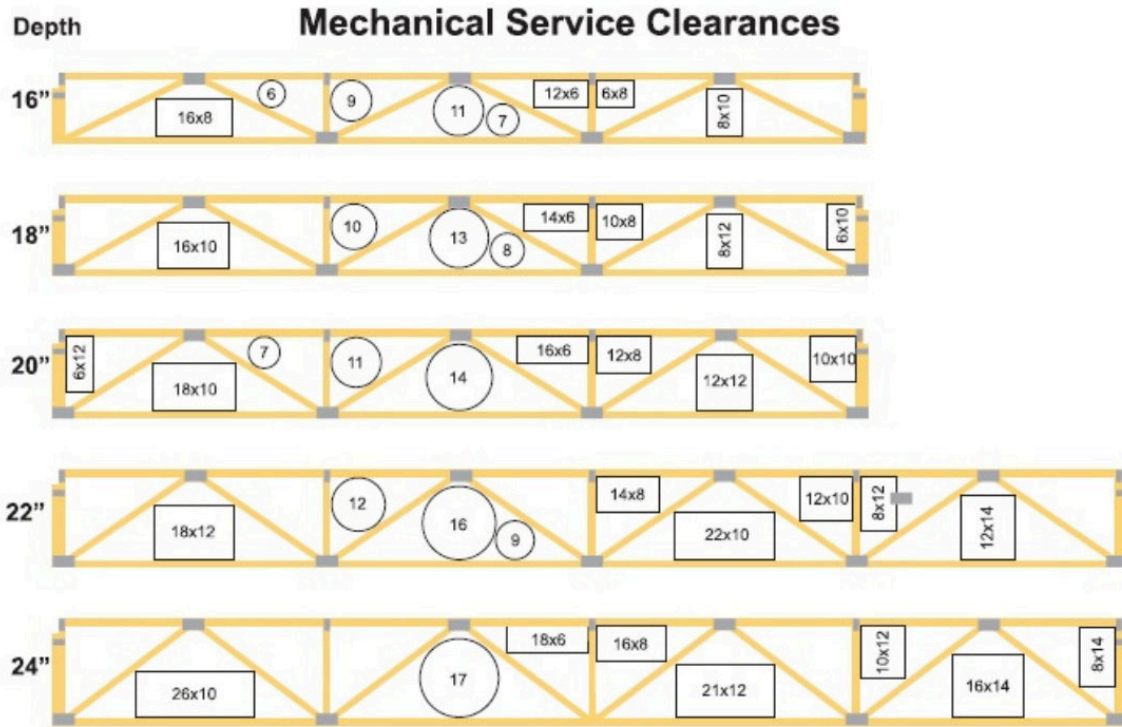 Depth
Mechanical Service Clearances
16”
16x8
6
9
11
7
12x6
6x8
8x10
18”
16x10
10
13
8
14x6
10x8
8x12
6x10
20”
6x12
18x10
7
11
14
16x6
12x8
12x12
10x10
22”
18x12
12
16
9
14x8
22x10
12x10
8x12
12x14
24”
26x10
17
18x6
16x8
21x12
10x12
16x14
8x14